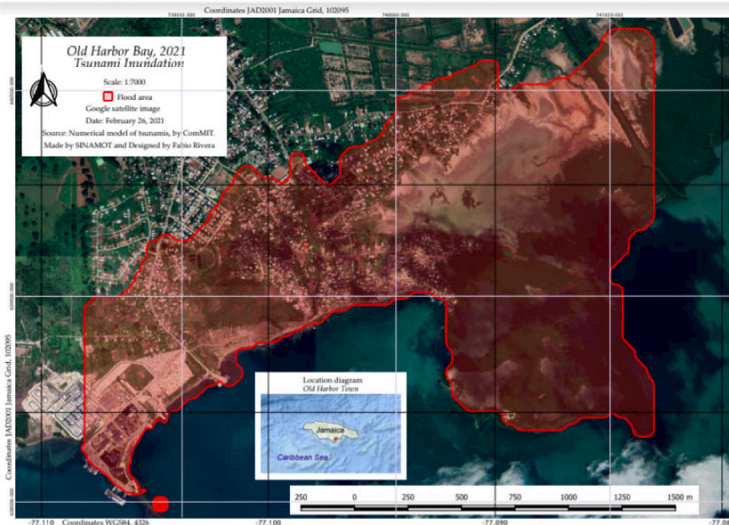 Coordinates JAD2001 Jamaica Grid, 102095
Old Harbor Bay, 2021
Tsunami Inundation
Scale: 1:7000
Flood area
Google satellite image
Date: February 26, 2021
Source: Numerical model of tsunamis, by ComMIT.
Made by SINAMOT and Designed by Fabio Rivera
Coordinates JAD2001 Jamaica Grid, 102095
Location diagram
Old Harbor Town
Jamaica
Caribbean Sea
250 0 250 500 750 1000 1250 1500 m
-77.110 Coordinates WGS84, 4326 -77.100 -77.090